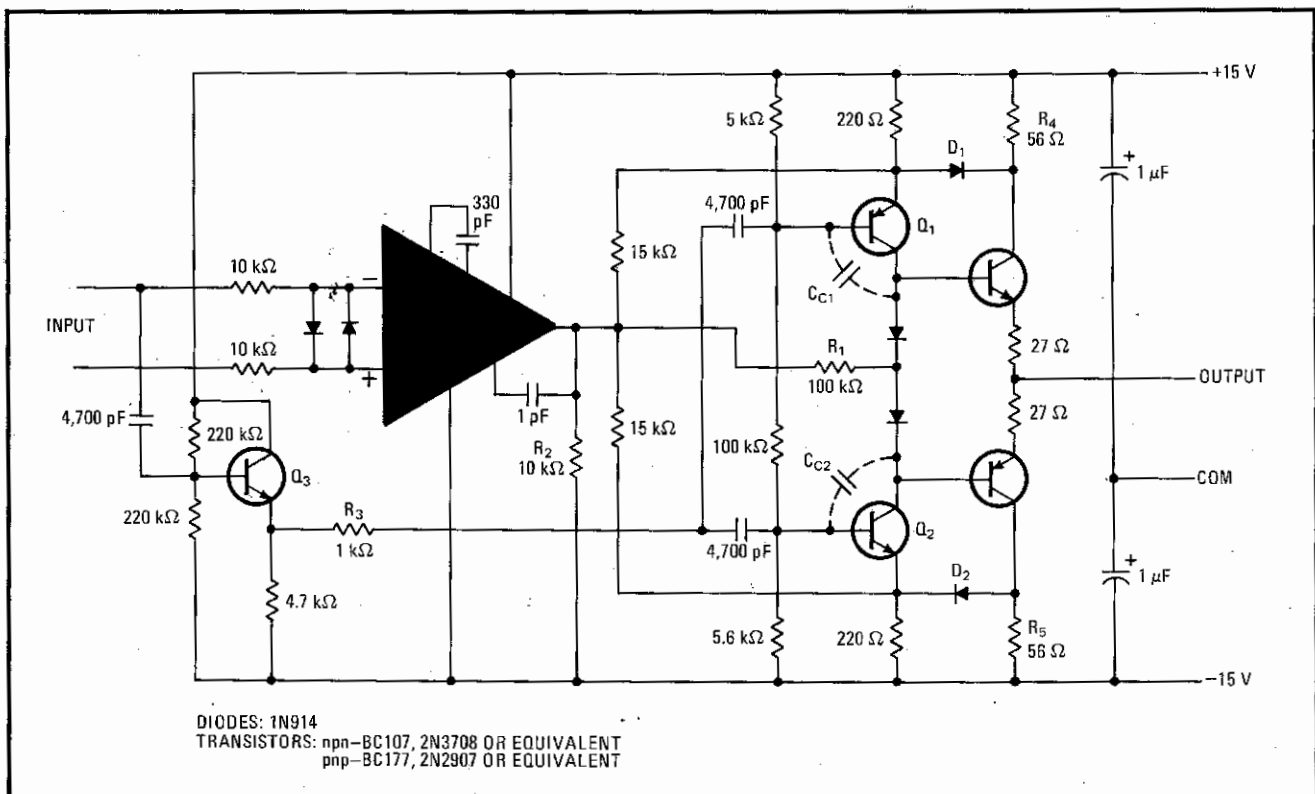 +15 V
5 kΩ
220 Ω
R4
56 Ω
D1
+
1 μF
330
pF
4,700 pF
Q1
10 kΩ
−
15 kΩ
CC1
INPUT
27 Ω
R1
100 kΩ
OUTPUT
10 kΩ
+
27 Ω
4,700 pF
1 pF
15 kΩ
220 kΩ
R2
10 kΩ
100 kΩ
CC2
COM
Q3
220 kΩ
R3
1 kΩ
4,700 pF
Q2
D2
+
1 μF
4.7 kΩ
5.6 kΩ
220 Ω
R5
56 Ω
−15 V
DIODES: 1N914
TRANSISTORS: npn–BC107, 2N3708 OR EQUIVALENT
pnp–BC177, 2N2907 OR EQUIVALENT